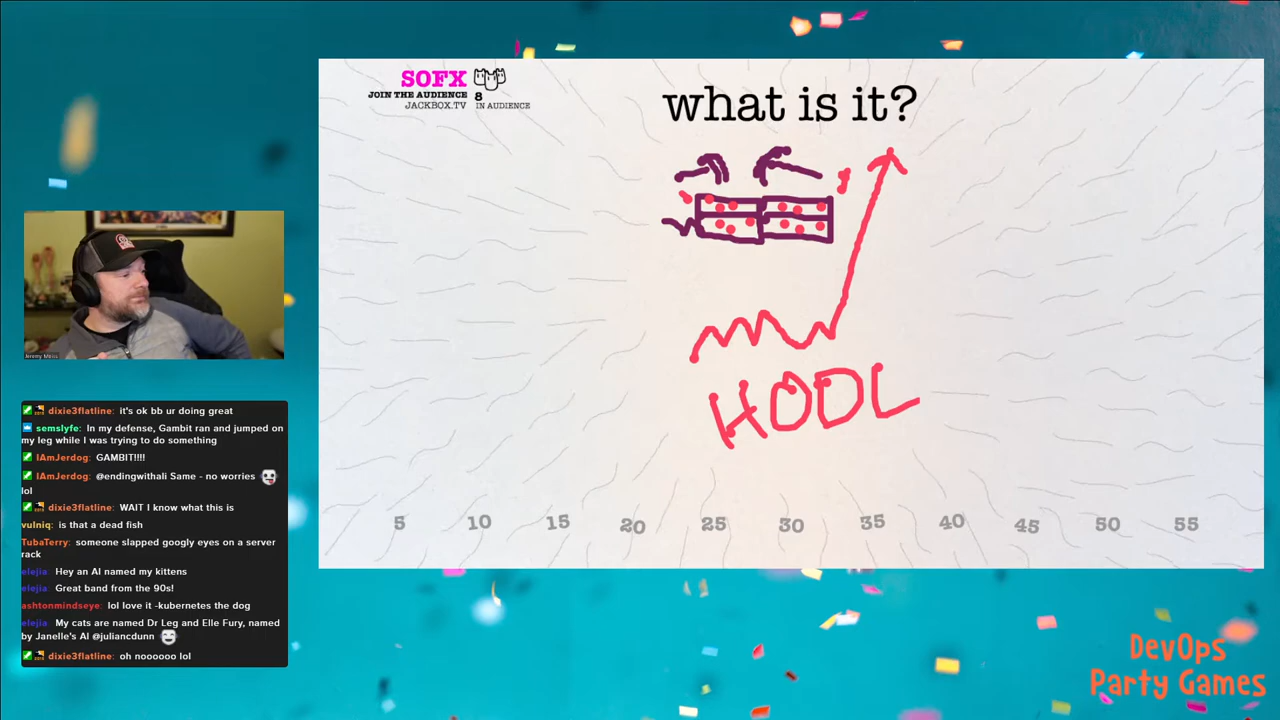 SOFX
JOIN THE AUDIENCE
JACKBOX.TV
8
IN AUDIENCE
what is it?
HODL
5 10 15 20 25 30 35 40 45 50 55
Jeremy Meiss
dixie3flatline: it's ok bb ur doing great
semslyfe: In my defense, Gambit ran and jumped on
my leg while I was trying to do something
IAmJerdog: GAMBIT!!!!
IAmJerdog: @endingwithali Same - no worries
lol
dixie3flatline: WAIT I know what this is
vulniq: is that a dead fish
TubaTerry: someone slapped googly eyes on a server
rack
elejia: Hey an AI named my kittens
elejia: Great band from the 90s!
ashtonmindseye: lol love it -kubernetes the dog
elejia: My cats are named Dr Leg and Elle Fury, named
by Janelle's AI @juliancdunn
dixie3flatline: oh noooooo lol
DevOps
Party Games